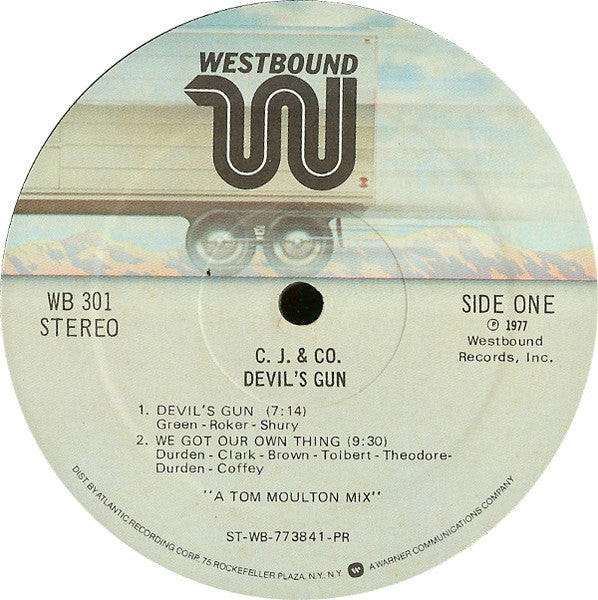 WESTBOUND
WB 301
STEREO
SIDE ONE
℗ 1977
Westbound
Records, Inc.
C. J. & CO.
DEVIL'S GUN
1. DEVIL'S GUN (7:14)
Green-Roker-Shury
2. WE GOT OUR OWN THING (9:30)
Durden-Clark-Brown-Tolbert-Theodore-
Durden-Coffey
"A TOM MOULTON MIX"
ST-WB-773841-PR
DIST. BY ATLANTIC RECORDING CORP. 75 ROCKEFELLER PLAZA, N.Y. N.Y. A WARNER COMMUNICATIONS COMPANY